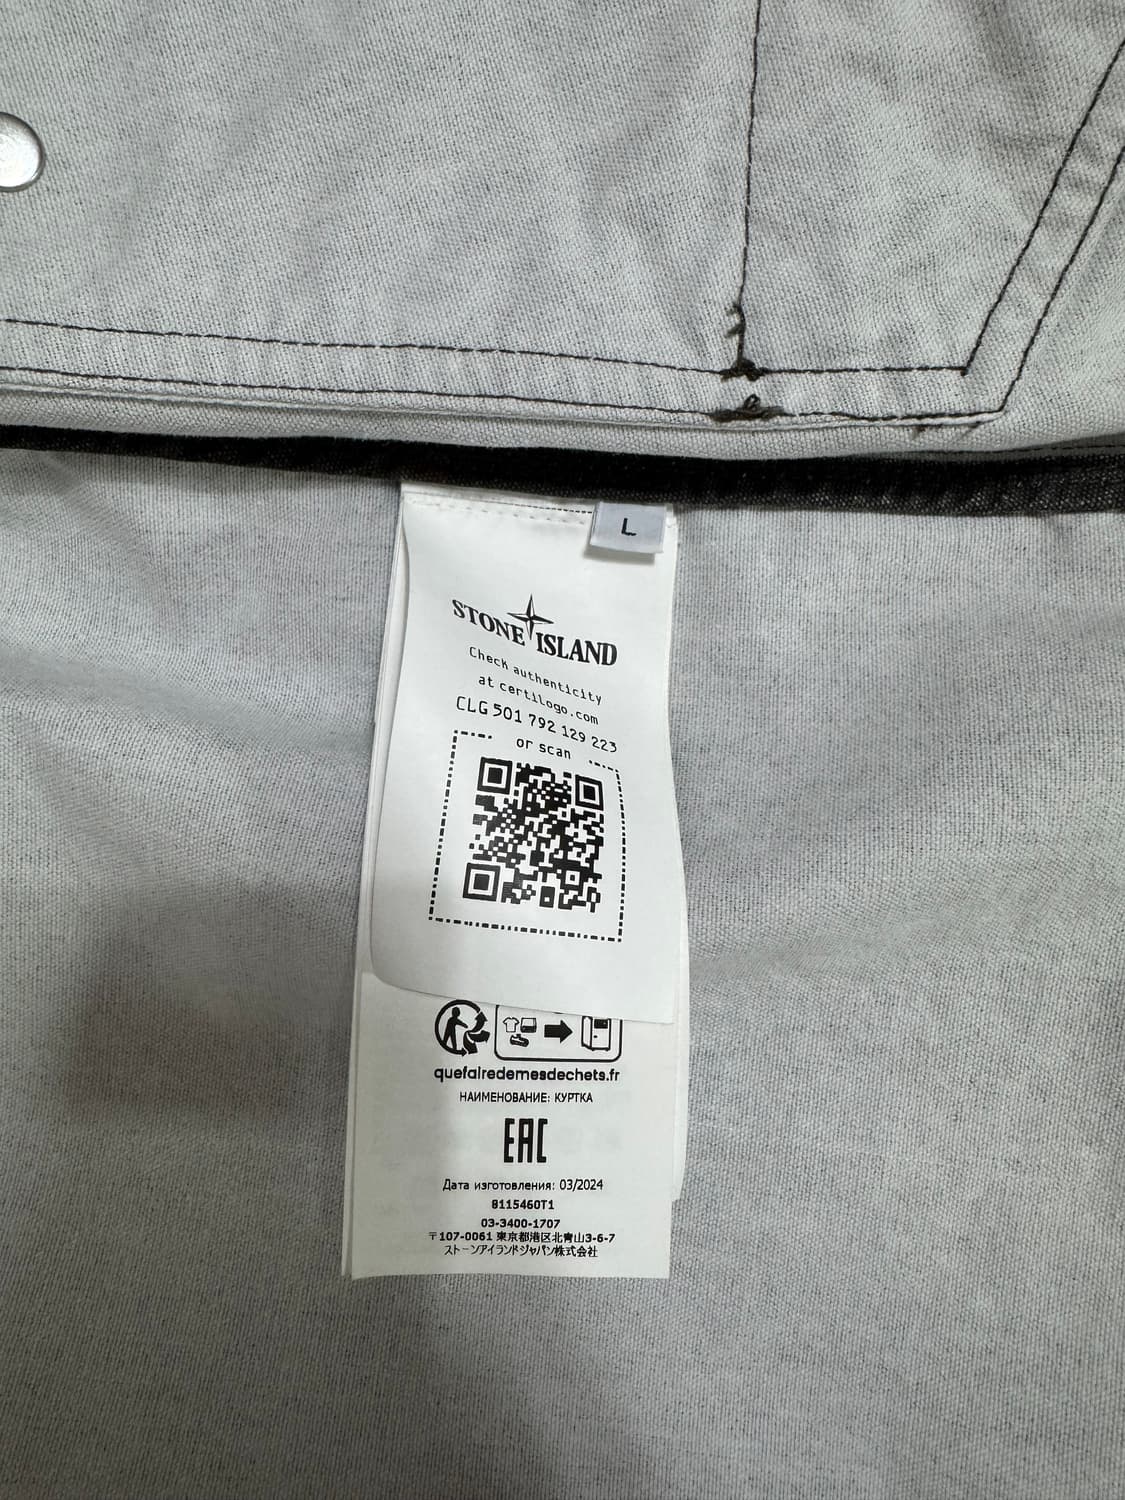 L
STONE ISLAND
Check authenticity
at certilogo.com
CLG 501 792 129 223
or scan
quefairedemesdechets.fr
НАИМЕНОВАНИЕ: КУРТКА
EAC
Дата изготовления: 03/2024
8115460T1
03-3400-1707
〒107-0061 東京都港区北青山3-6-7
ストーンアイランドジャパン株式会社